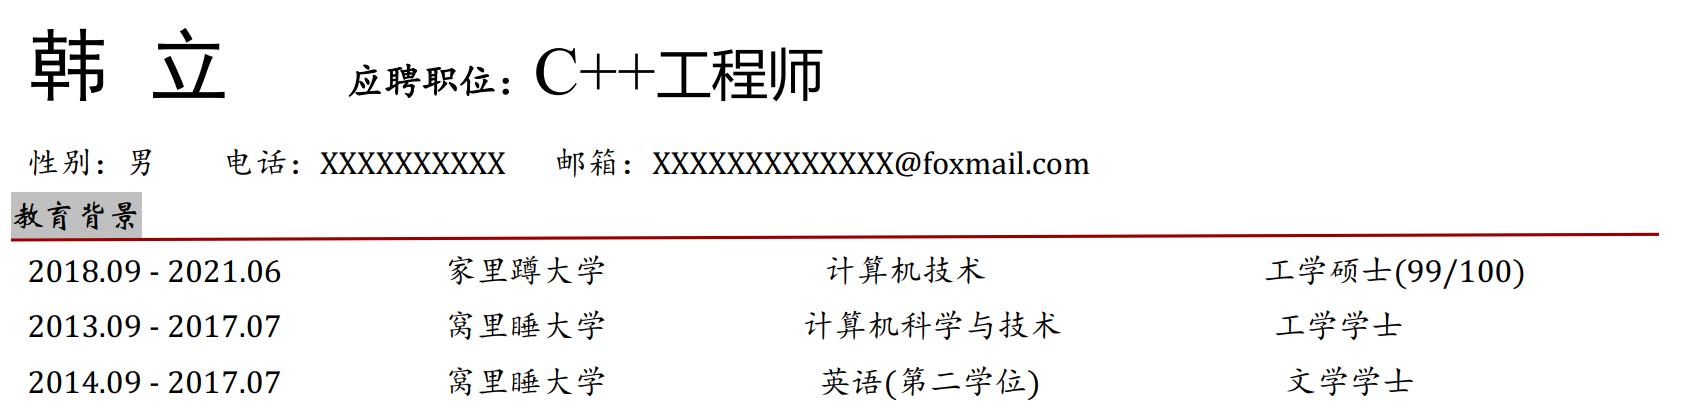 韩 立 应聘职位：C++工程师
性别：男 电话：XXXXXXXXXX 邮箱：XXXXXXXXXXXXX@foxmail.com
教育背景
2018.09 - 2021.06 家里蹲大学 计算机技术 工学硕士(99/100)
2013.09 - 2017.07 窝里睡大学 计算机科学与技术 工学学士
2014.09 - 2017.07 窝里睡大学 英语(第二学位) 文学学士